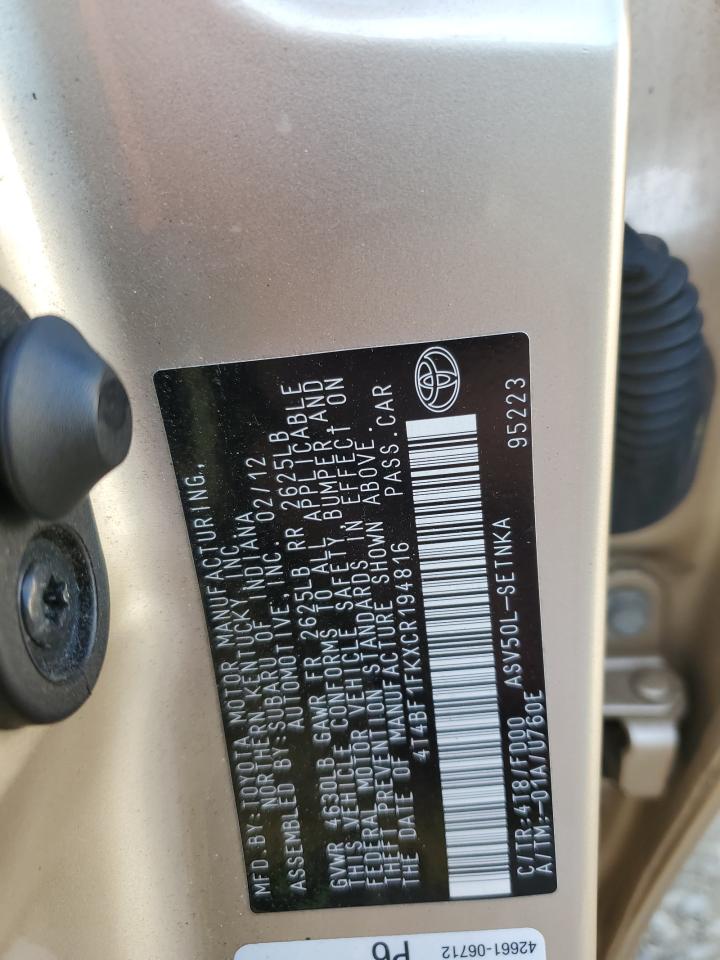 MFD.BY:TOYOTA MOTOR MANUFACTURING,
NORTHERN KENTUCKY INC
ASSEMBLED BY:SUBARU OF INDIANA
AUTOMOTIVE,INC. 02/12
GVWR 4630LB GAWR FR 2625LB RR 2625LB
THIS VEHICLE CONFORMS TO ALL APPLICABLE
FEDERAL MOTOR VEHICLE SAFETY,BUMPER AND
THEFT PREVENTION STANDARDS IN EFFECT ON
THE DATE OF MANUFACTURE SHOWN ABOVE.
4T4BF1FKXCR194816 PASS.CAR
C/TR:4T8/FD00 ASV50L-SETNKA
A/TM:-01A/U760E 95223
42661-06712
P6